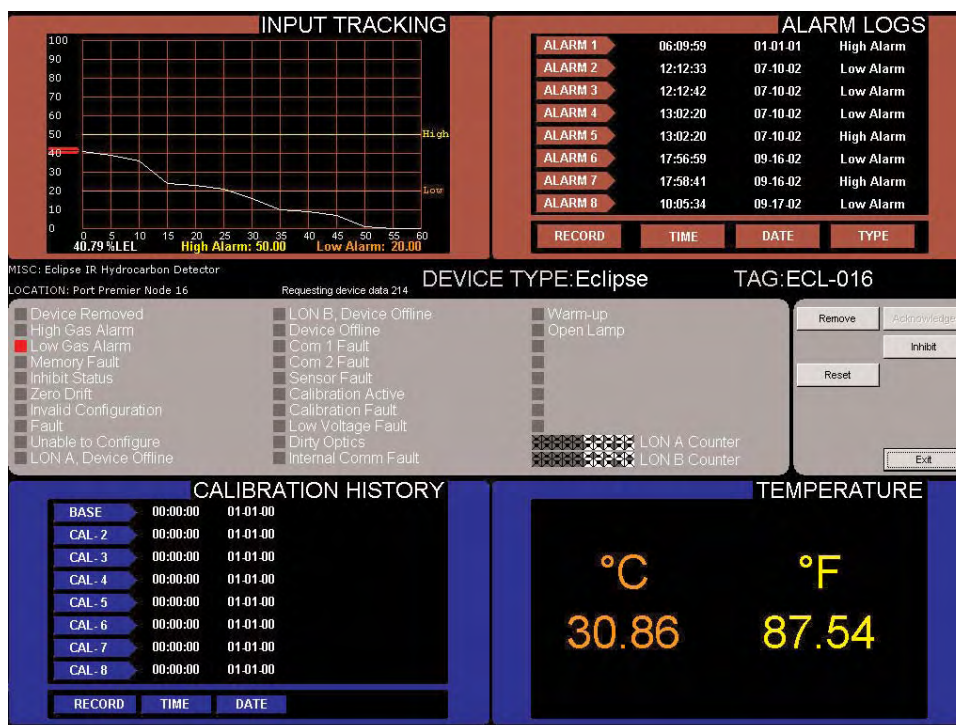 INPUT TRACKING
100
90
80
70
60
50
40
30
20
10
0
High
Low
0 5 10 15 20 25 30 35 40 45 50 55 60
40.79 %LEL High Alarm: 50.00 Low Alarm: 20.00
ALARM LOGS
ALARM 1 06:09:59 01-01-01 High Alarm
ALARM 2 12:12:33 07-10-02 Low Alarm
ALARM 3 12:12:42 07-10-02 Low Alarm
ALARM 4 13:02:20 07-10-02 Low Alarm
ALARM 5 13:02:20 07-10-02 High Alarm
ALARM 6 17:56:59 09-16-02 Low Alarm
ALARM 7 17:58:41 09-16-02 High Alarm
ALARM 8 10:05:34 09-17-02 Low Alarm
RECORD TIME DATE TYPE
MISC: Eclipse IR Hydrocarbon Detector
LOCATION: Port Premier Node 16
Requesting device data 214
DEVICE TYPE:Eclipse
TAG:ECL-016
Device Removed
High Gas Alarm
Low Gas Alarm
Memory Fault
Inhibit Status
Zero Drift
Invalid Configuration
Fault
Unable to Configure
LON A, Device Offline
LON B, Device Offline
Device Offline
Com 1 Fault
Com 2 Fault
Sensor Fault
Calibration Active
Calibration Fault
Low Voltage Fault
Dirty Optics
Internal Comm Fault
Warm-up
Open Lamp
LON A Counter
LON B Counter
Remove
Acknowledge
Inhibit
Reset
Exit
CALIBRATION HISTORY
BASE 00:00:00 01-01-00
CAL- 2 00:00:00 01-01-00
CAL- 3 00:00:00 01-01-00
CAL- 4 00:00:00 01-01-00
CAL- 5 00:00:00 01-01-00
CAL- 6 00:00:00 01-01-00
CAL- 7 00:00:00 01-01-00
CAL- 8 00:00:00 01-01-00
RECORD TIME DATE
TEMPERATURE
°C °F
30.86 87.54